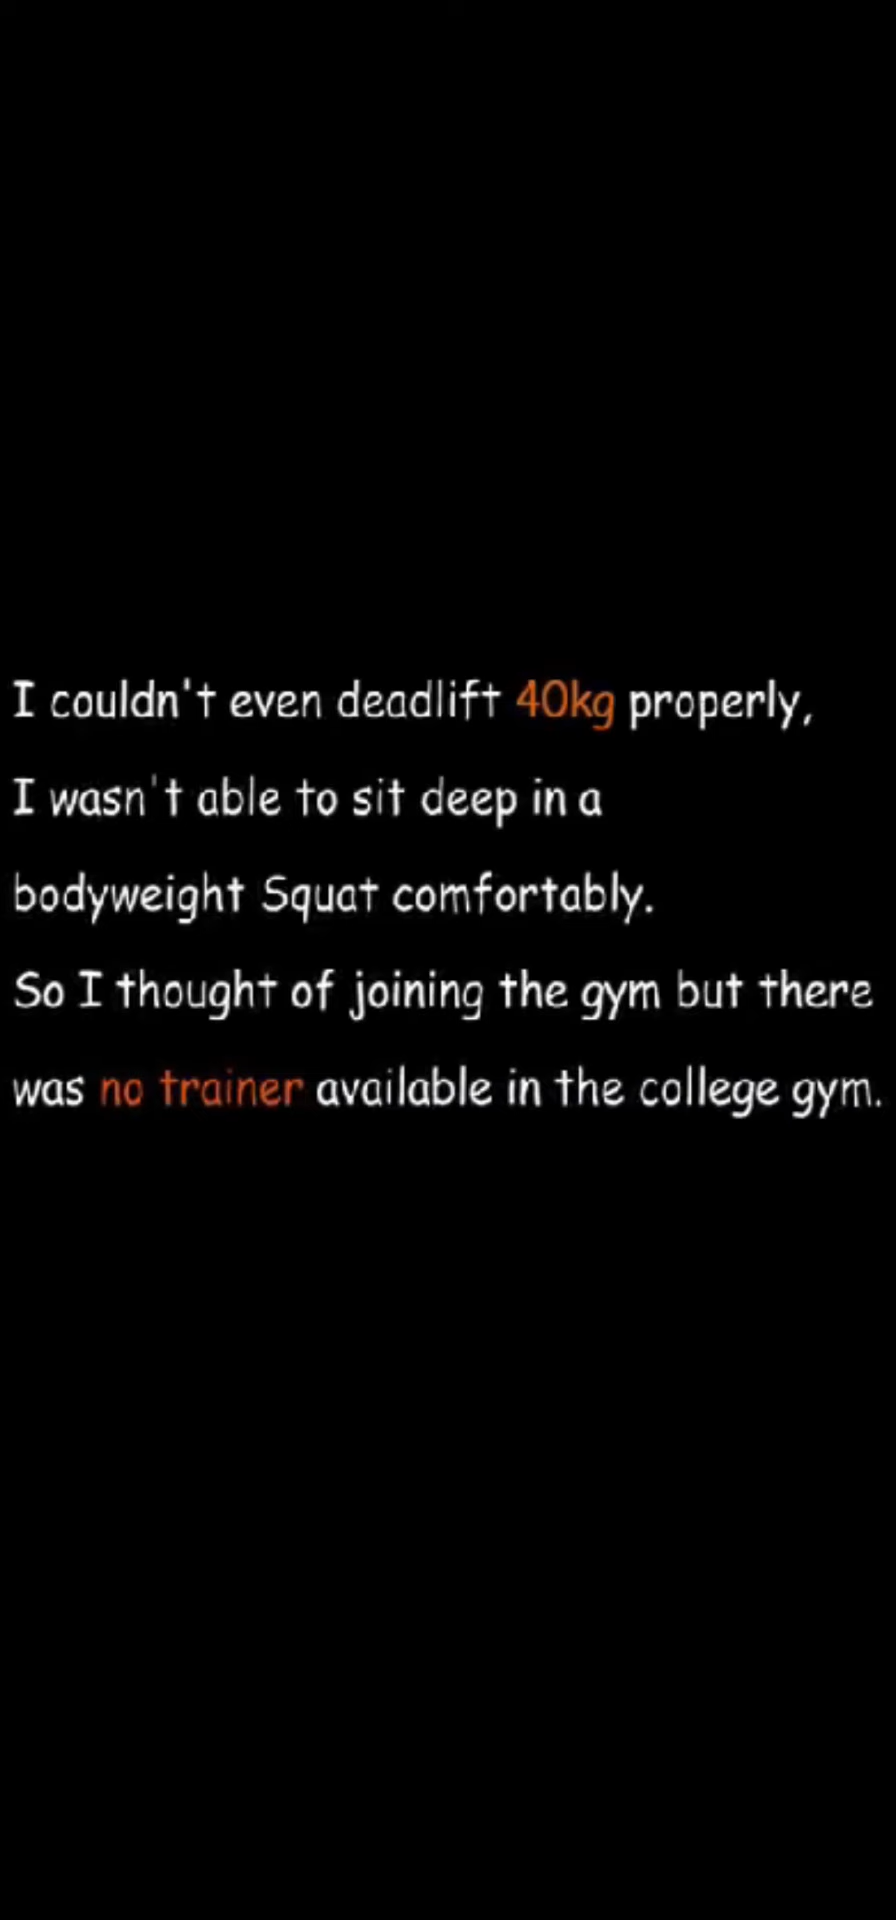 I couldn't even deadlift 40kg properly,
I wasn't able to sit deep in a
bodyweight Squat comfortably.
So I thought of joining the gym but there
was no trainer available in the college gym.